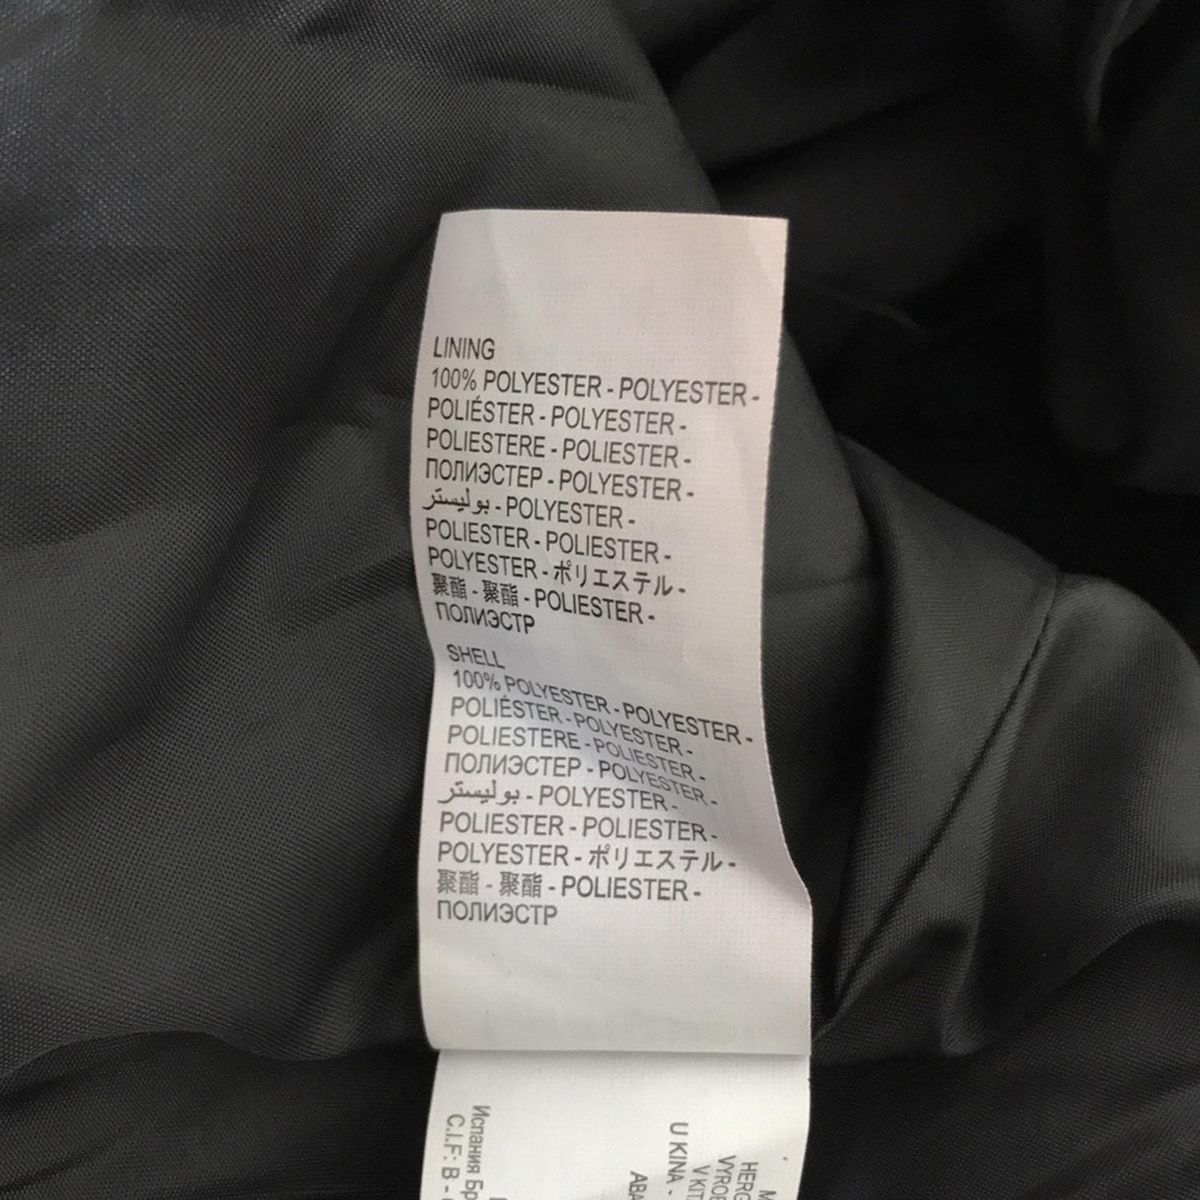 LINING
100% POLYESTER - POLYESTER -
POLIÉSTER - POLYESTER -
POLIESTERE - POLIESTER -
ПОЛИЭСТЕР - POLYESTER -
بوليستر - POLYESTER -
POLIESTER - POLIESTER -
POLYESTER - ポリエステル -
聚酯 - 聚酯 - POLIESTER -
ПОЛИЭСТР
SHELL
100% POLYESTER - POLYESTER -
POLIÉSTER - POLYESTER -
POLIESTERE - POLIESTER -
ПОЛИЭСТЕР - POLYESTER -
بوليستر - POLYESTER -
POLIESTER - POLIESTER -
POLYESTER - ポリエステル -
聚酯 - 聚酯 - POLIESTER -
ПОЛИЭСТР
Испания
C.I.F: B -
U KINA -